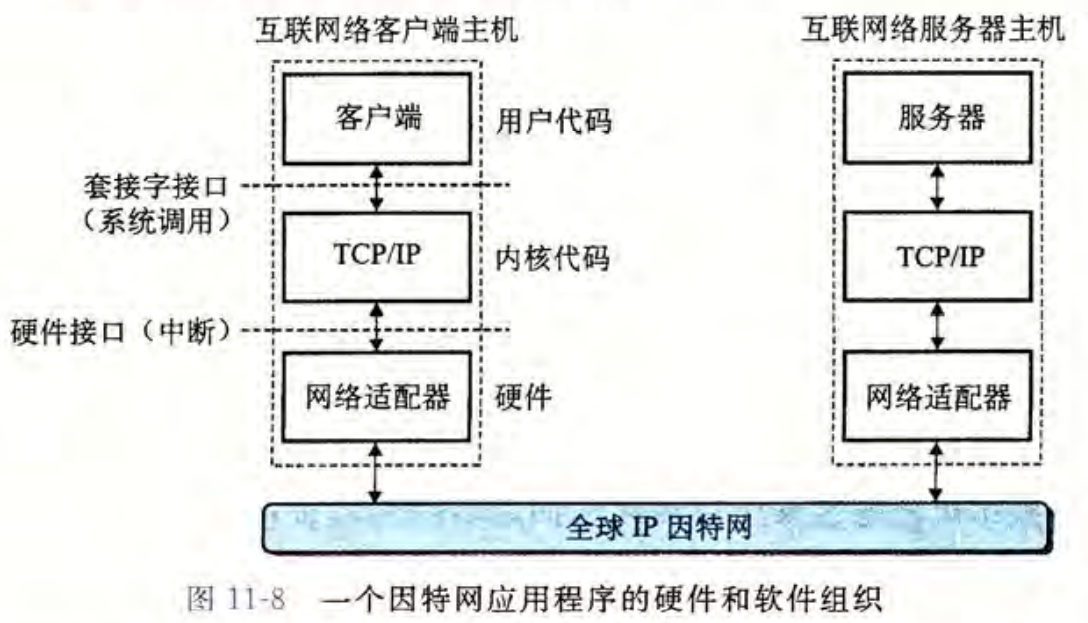 互联网络客户端主机
互联网络服务器主机
客户端
用户代码
服务器
套接字接口
（系统调用）
TCP/IP
内核代码
TCP/IP
硬件接口（中断）
网络适配器
硬件
网络适配器
全球 IP 因特网
图 11-8 一个因特网应用程序的硬件和软件组织